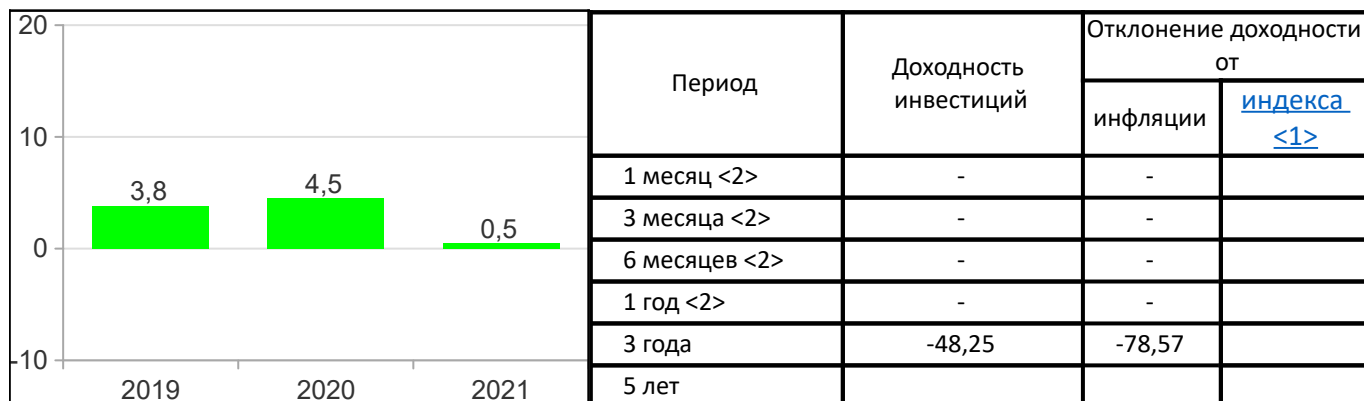 20
10
0
-10
3,8
4,5
0,5
2019
2020
2021
Период
Доходность
инвестиций
Отклонение доходности
от
инфляции
индекса
<1>
1 месяц <2>
-
-
3 месяца <2>
-
-
6 месяцев <2>
-
-
1 год <2>
-
-
3 года
-48,25
-78,57
5 лет